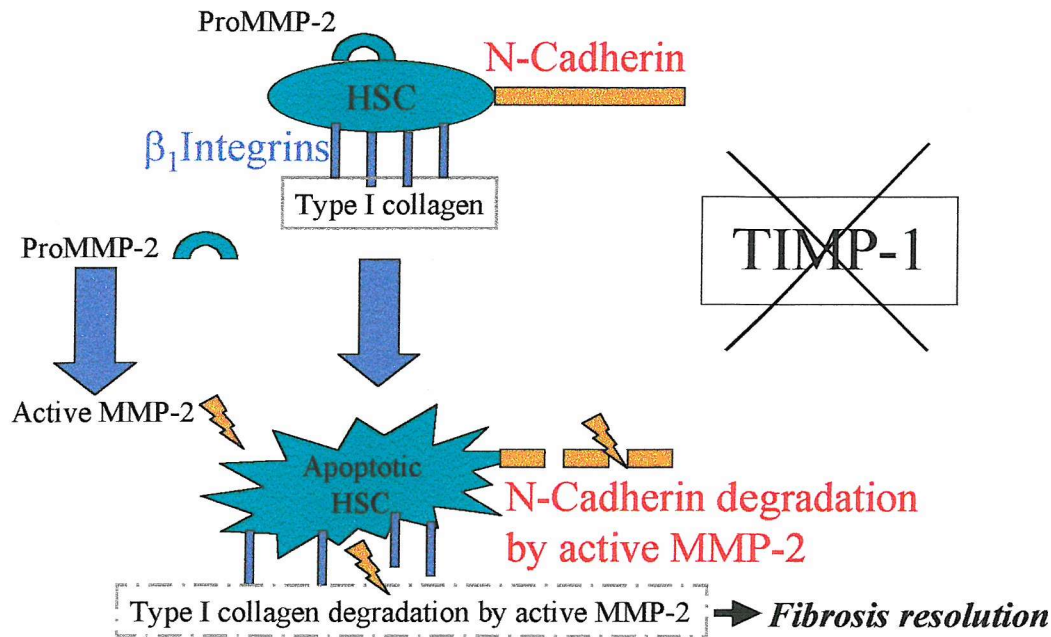 ProMMP-2
N-Cadherin
HSC
β₁Integrins
Type I collagen
TIMP-1
ProMMP-2
Active MMP-2
Apoptotic
HSC
N-Cadherin degradation
by active MMP-2
Type I collagen degradation by active MMP-2
Fibrosis resolution